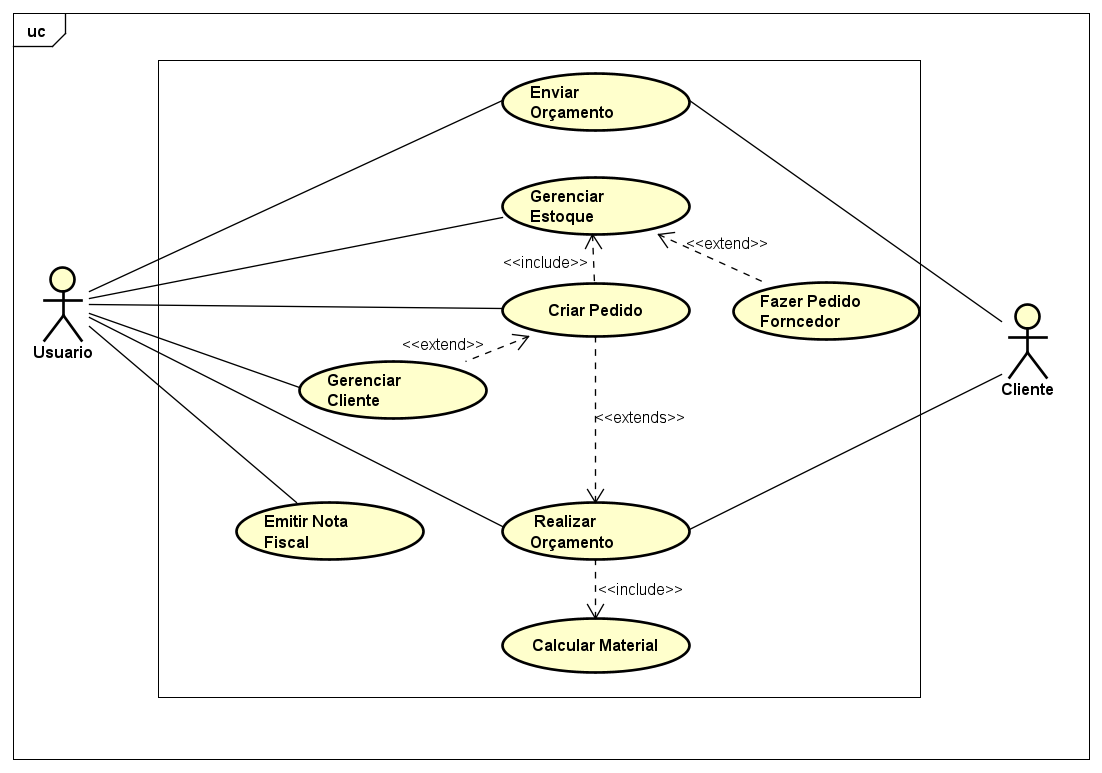 uc
Enviar
Orçamento
Gerenciar
Estoque
<<extend>>
<<include>>
Criar Pedido
Fazer Pedido
Forncedor
Usuario
<<extend>>
Gerenciar
Cliente
Cliente
<<extends>>
Emitir Nota
Fiscal
Realizar
Orçamento
<<include>>
Calcular Material